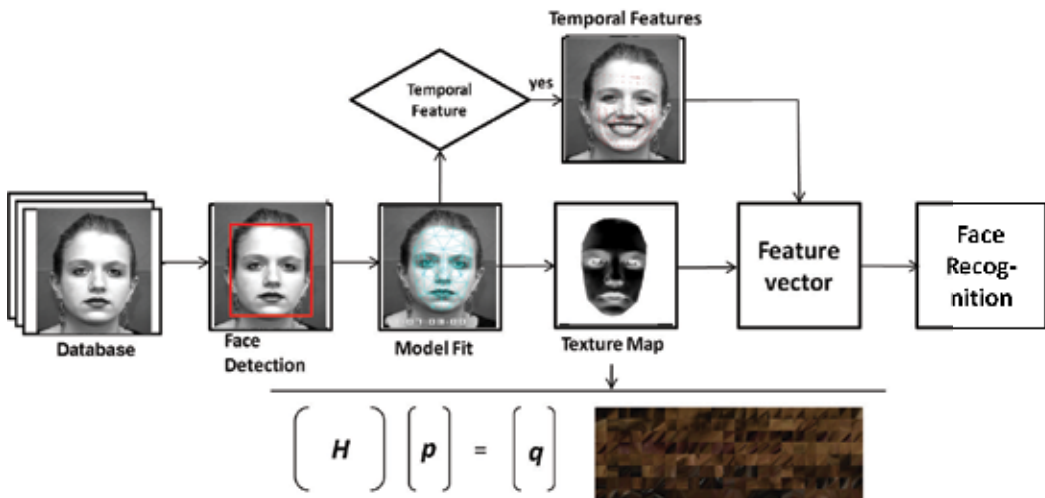 Temporal Features
Temporal
Feature
yes
Database
Face
Detection
Model Fit
Texture Map
Feature
vector
Face
Recog-
nition
H p = q